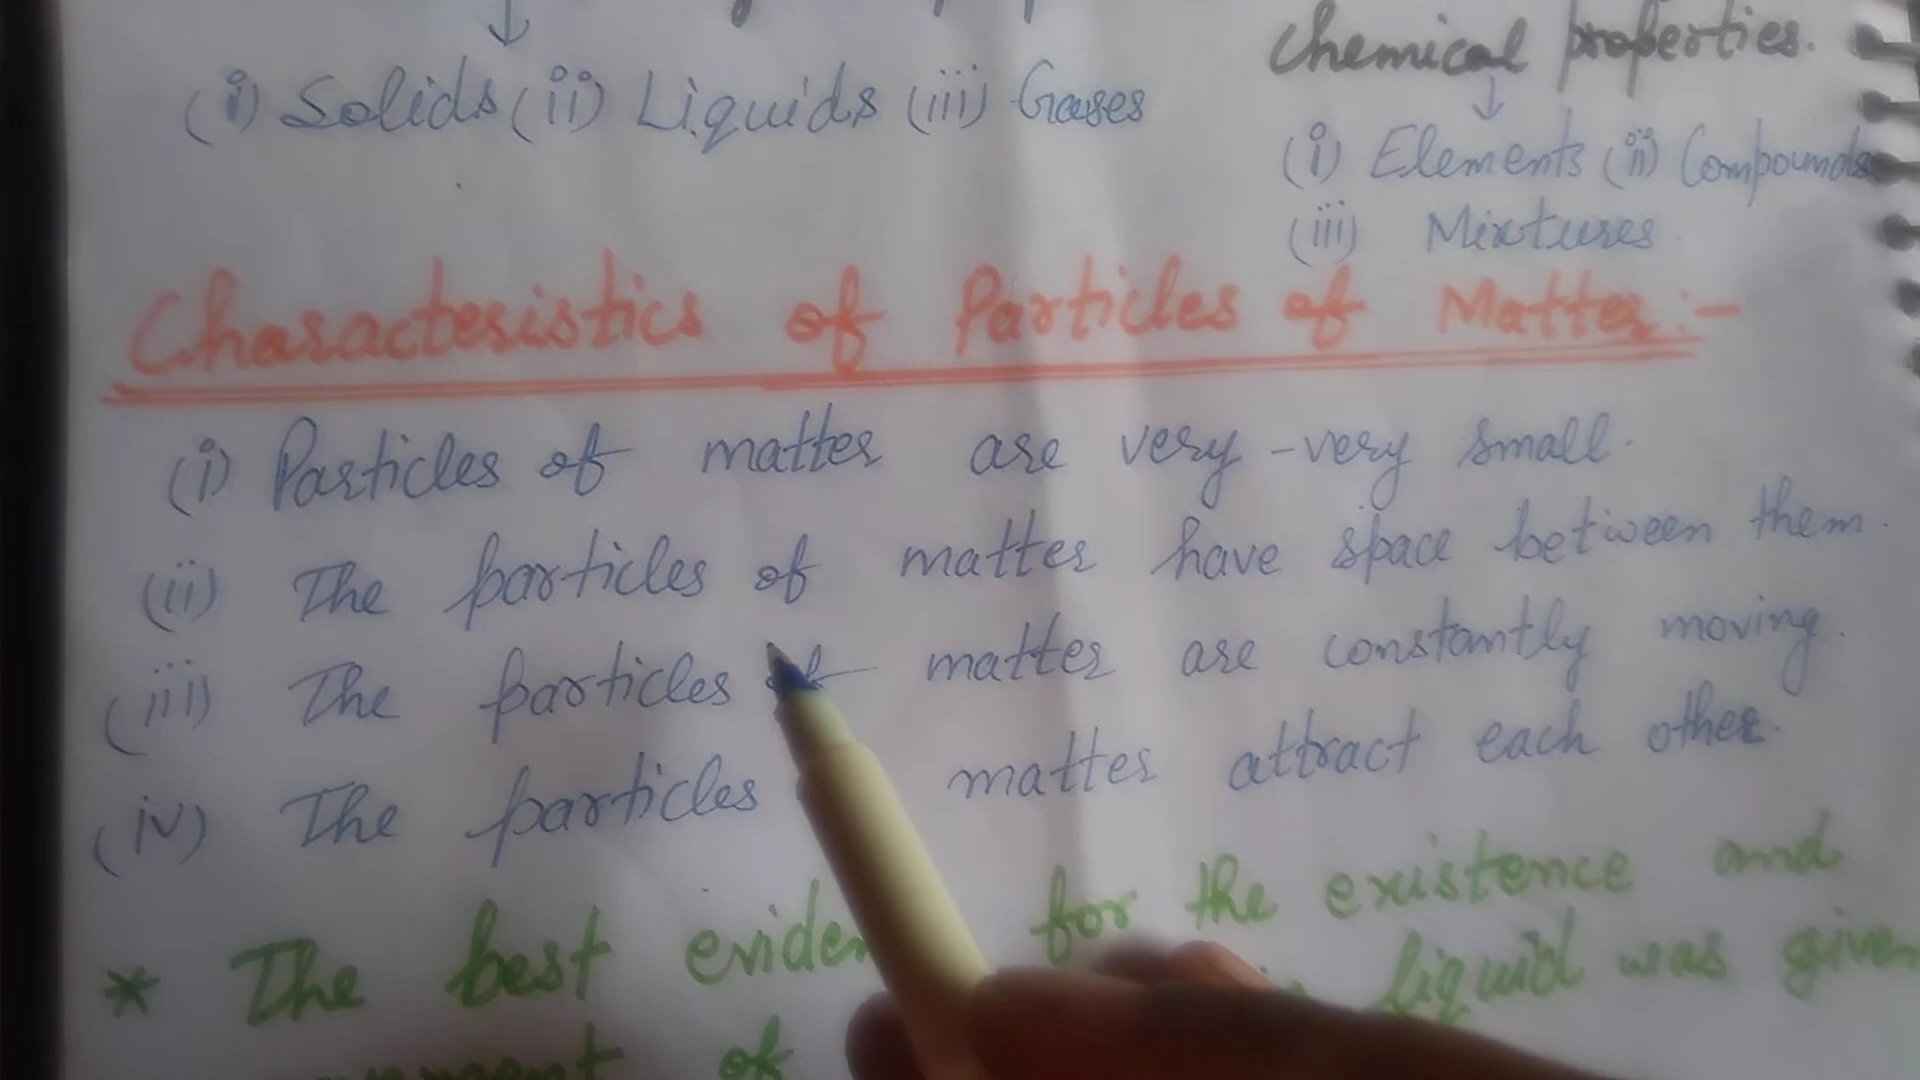 (i) Solids (ii) Liquids (iii) Gases
Chemical properties.
(i) Elements (ii) Compounds
(iii) Mixtures
Characteristics of Particles of Matter:-
(i) Particles of matter are very-very small.
(ii) The particles of matter have space between them.
(iii) The particles of matter are constantly moving.
(iv) The particles matter attract each other.
* The best for the existence and
liquid was given
of